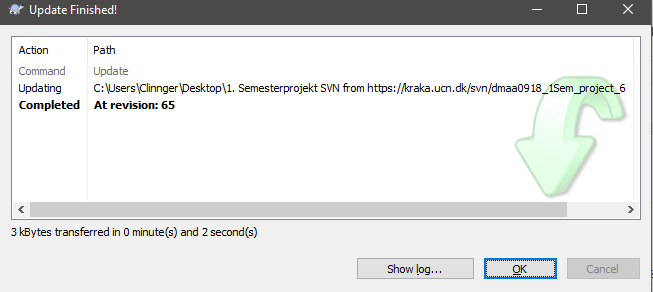 Update Finished!
Action Path
Command Update
Updating C:\Users\Clinnger\Desktop\1. Semesterprojekt SVN from https://kraka.ucn.dk/svn/dmaa0918_1Sem_project_6
Completed At revision: 65
3 kBytes transferred in 0 minute(s) and 2 second(s)
Show log... OK Cancel